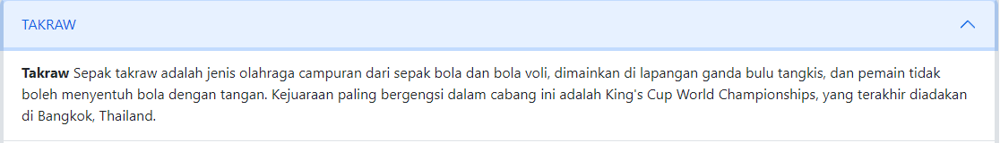 TAKRAW
Takraw Sepak takraw adalah jenis olahraga campuran dari sepak bola dan bola voli, dimainkan di lapangan ganda bulu tangkis, dan pemain tidak
boleh menyentuh bola dengan tangan. Kejuaraan paling bergengsi dalam cabang ini adalah King's Cup World Championships, yang terakhir diadakan
di Bangkok, Thailand.